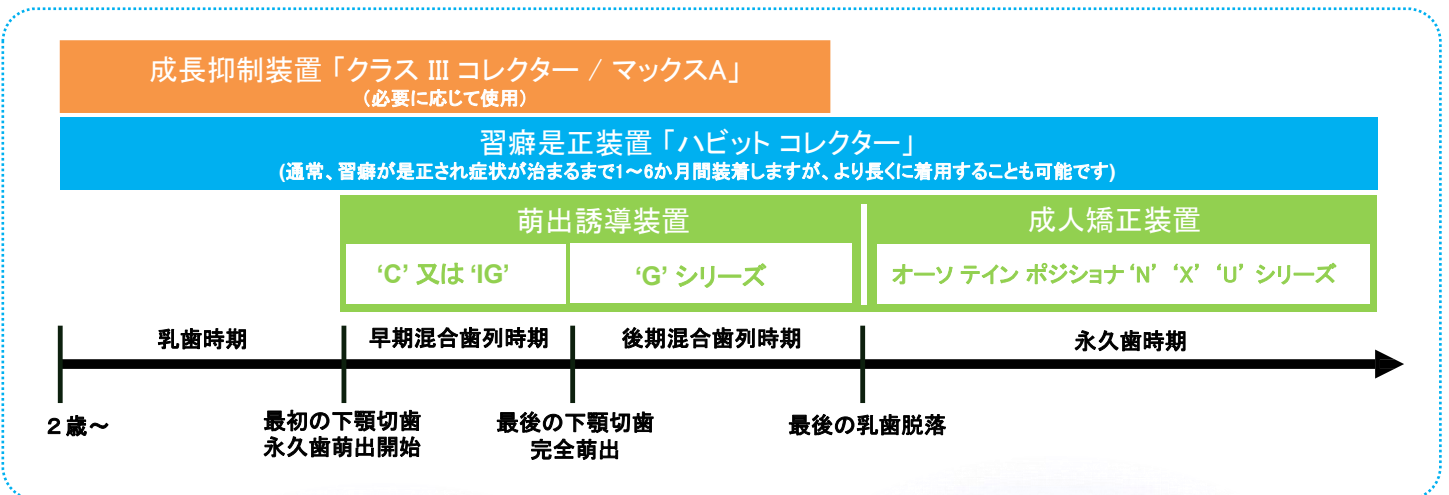 成長抑制装置「クラス III コレクター / マックスA」
（必要に応じて使用）
習癖是正装置「ハビット コレクター」
(通常、習癖が是正され症状が治まるまで1〜6か月間装着しますが、より長くに着用することも可能です)
萌出誘導装置
成人矯正装置
‘C’ 又は ‘IG’
‘G’ シリーズ
オーソ テイン ポジショナ ‘N’ ‘X’ ‘U’ シリーズ
乳歯時期
早期混合歯列時期
後期混合歯列時期
永久歯時期
２歳〜
最初の下顎切歯
永久歯萌出開始
最後の下顎切歯
完全萌出
最後の乳歯脱落